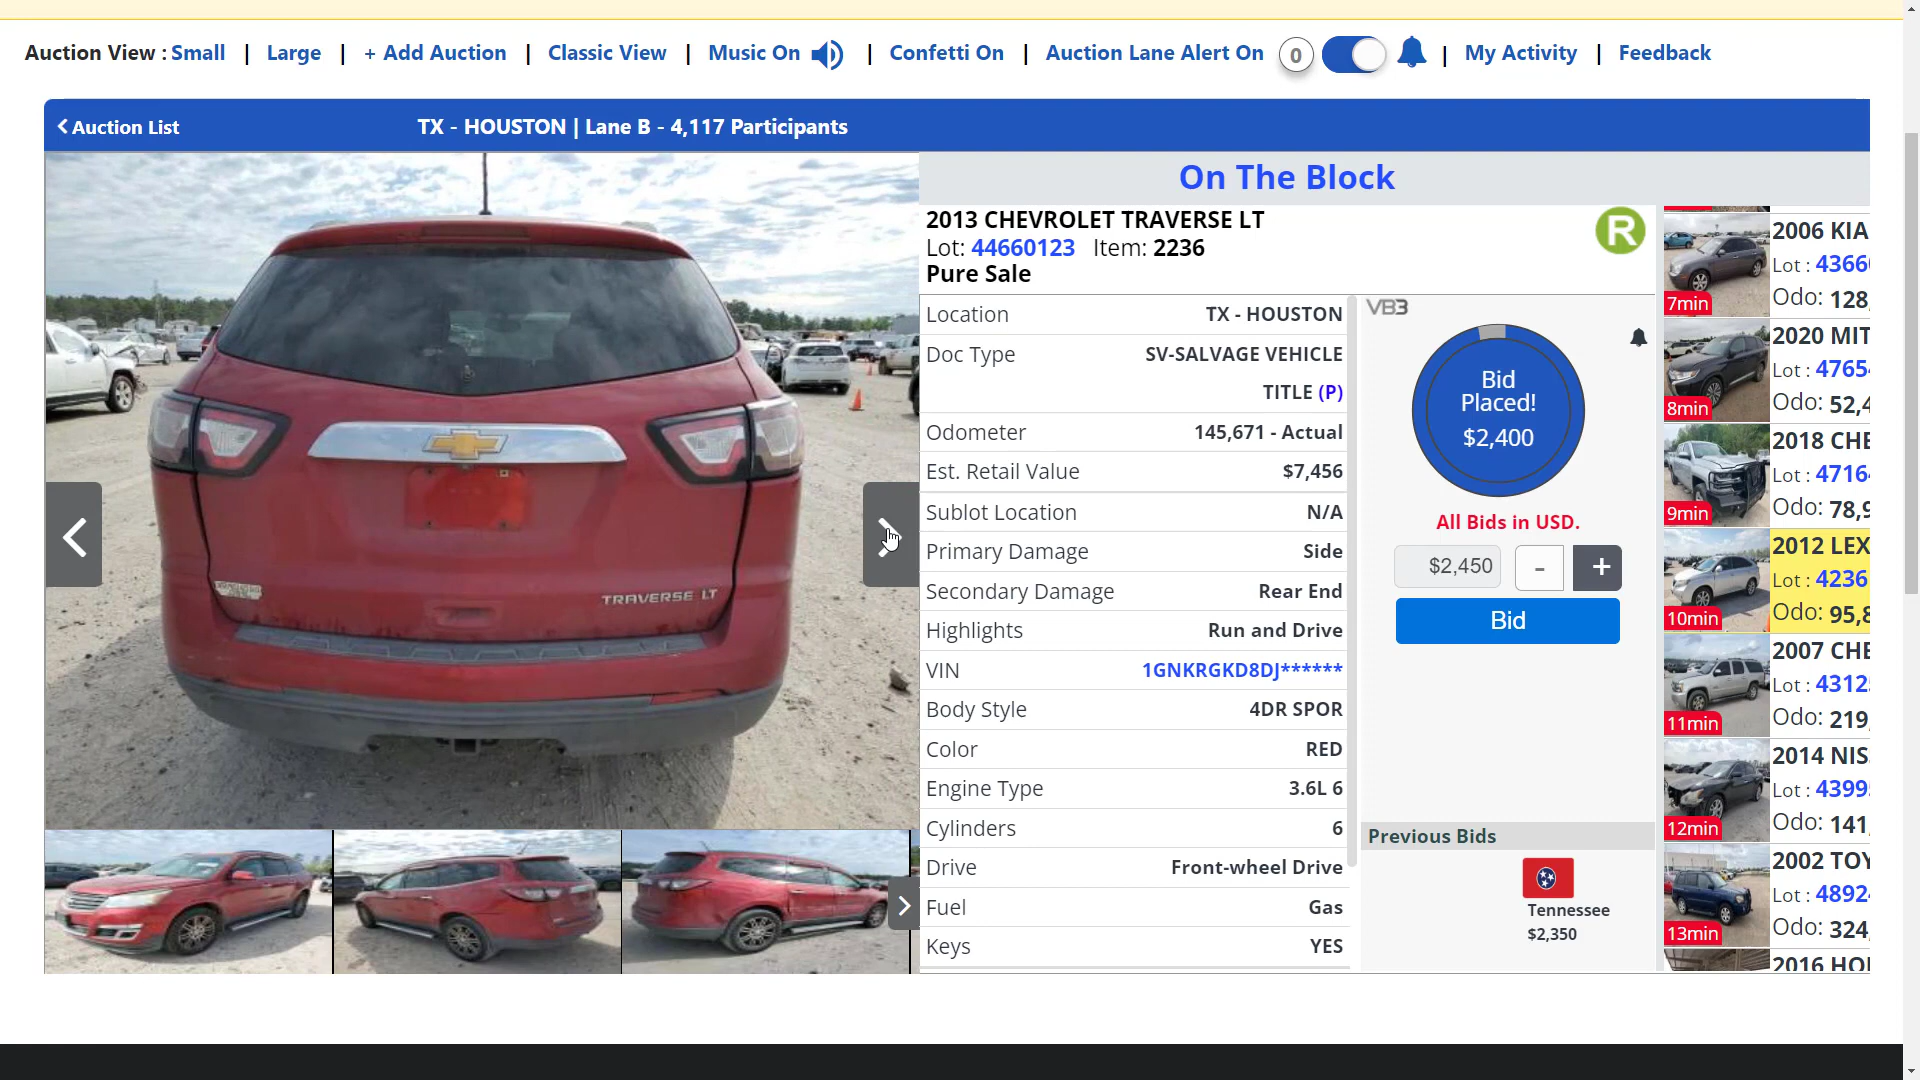 Auction View : Small | Large | + Add Auction | Classic View | Music On | Confetti On | Auction Lane Alert On 0 | My Activity | Feedback
Auction List
TX - HOUSTON | Lane B - 4,117 Participants
TRAVERSE LT
On The Block
2013 CHEVROLET TRAVERSE LT
Lot: 44660123 Item: 2236
Pure Sale
R
Location TX - HOUSTON
Doc Type SV-SALVAGE VEHICLE
TITLE (P)
Odometer 145,671 - Actual
Est. Retail Value $7,456
Sublot Location N/A
Primary Damage Side
Secondary Damage Rear End
Highlights Run and Drive
VIN 1GNKRGKD8DJ******
Body Style 4DR SPOR
Color RED
Engine Type 3.6L 6
Cylinders 6
Drive Front-wheel Drive
Fuel Gas
Keys YES
VB3
Bid
Placed!
$2,400
All Bids in USD.
$2,450 - +
Bid
Previous Bids
Tennessee
$2,350
2006 KIA
Lot : 4366
Odo: 128,
7min
2020 MIT
Lot : 4765
Odo: 52,4
8min
2018 CHE
Lot : 4716
Odo: 78,9
9min
2012 LEX
Lot : 4236
Odo: 95,8
10min
2007 CHE
Lot : 4312
Odo: 219,
11min
2014 NIS
Lot : 4399
Odo: 141,
12min
2002 TOY
Lot : 4892
Odo: 324,
13min
2016 HO